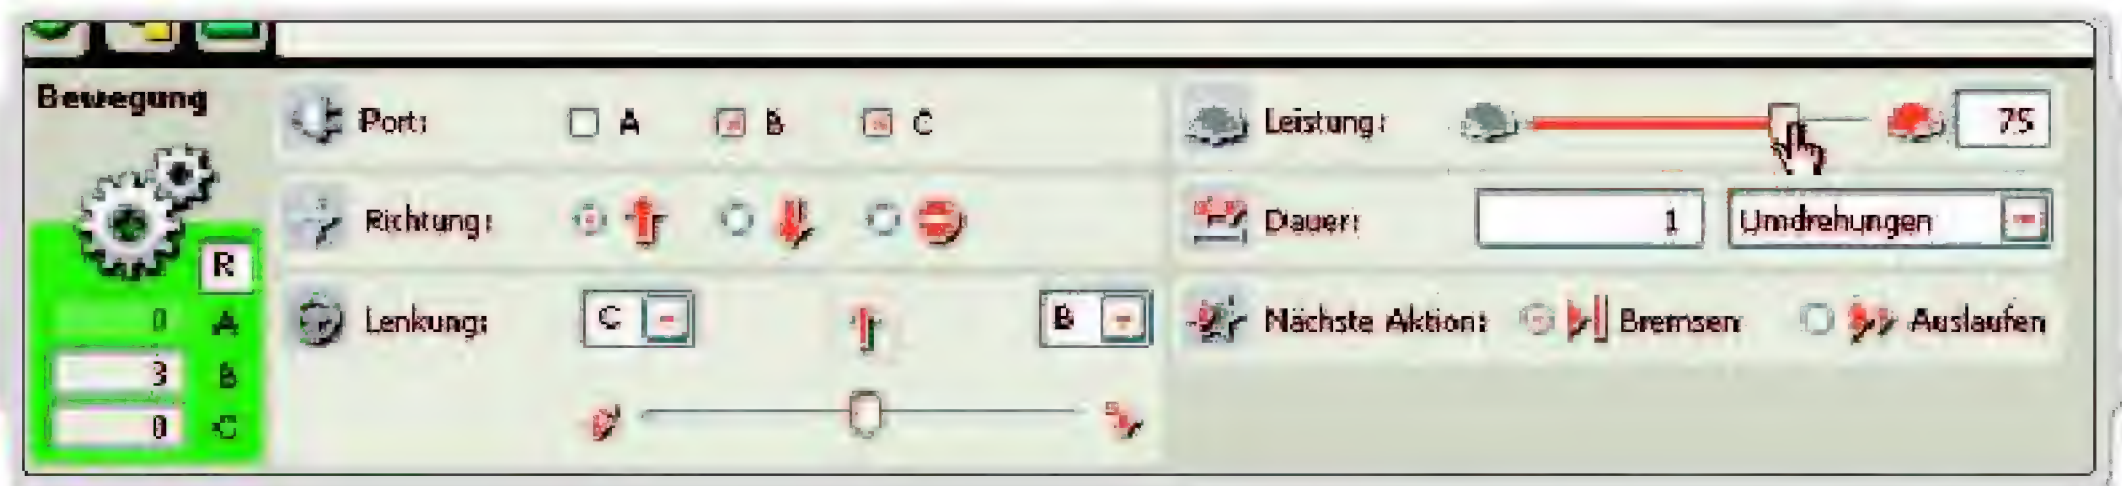 Bewegung
R
0 A
3 B
0 C
Port: A B C
Richtung:
Lenkung: C B
Leistung: 75
Dauer: 1 Umdrehungen
Nächste Aktion: Bremsen Auslaufen